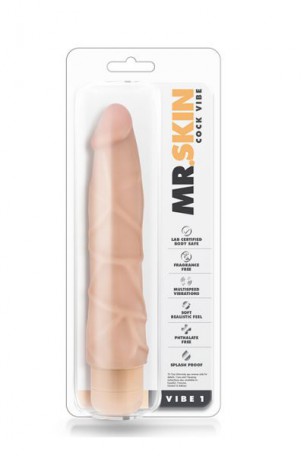 MR.SKIN
COCK VIBE
LAB CERTIFIED
BODY SAFE
FRAGRANCE
FREE
MULTISPEED
VIBRATIONS
SOFT
REALISTIC FEEL
PHTHALATE
FREE
SPLASH PROOF
VIBE 1